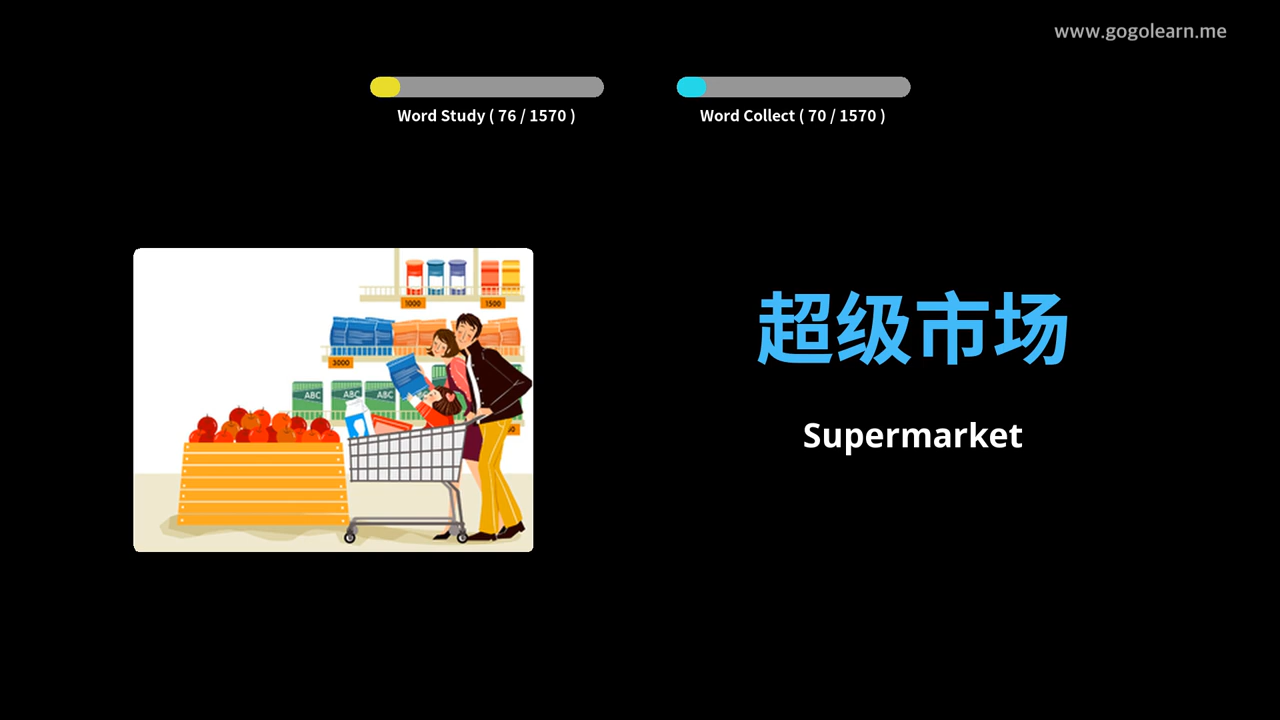 www.gogolearn.me
Word Study ( 76 / 1570 )
Word Collect ( 70 / 1570 )
1000
1500
3000
ABC
ABC
ABC
超级市场
Supermarket